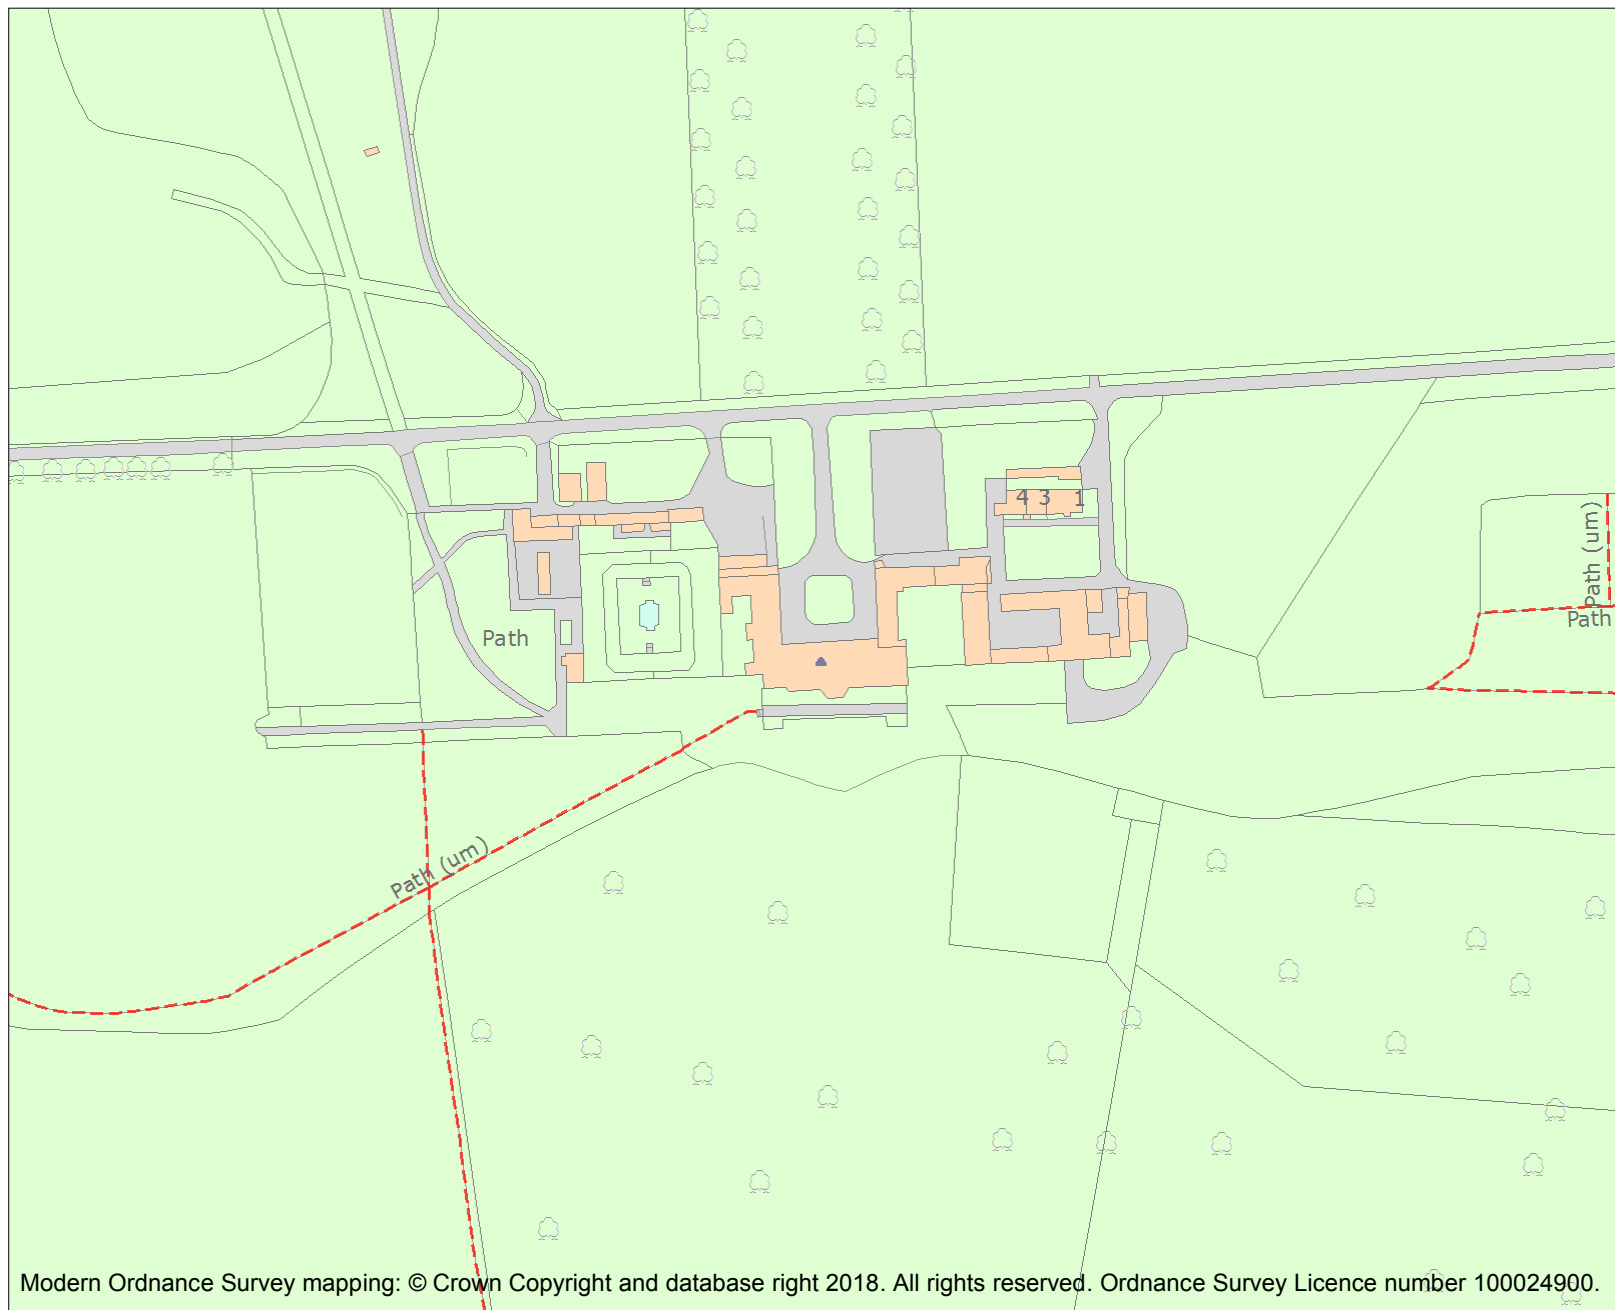 4 3 1
Path (um)
Path
Path
Path (um)
Modern Ordnance Survey mapping: © Crown Copyright and database right 2018. All rights reserved. Ordnance Survey Licence number 100024900.